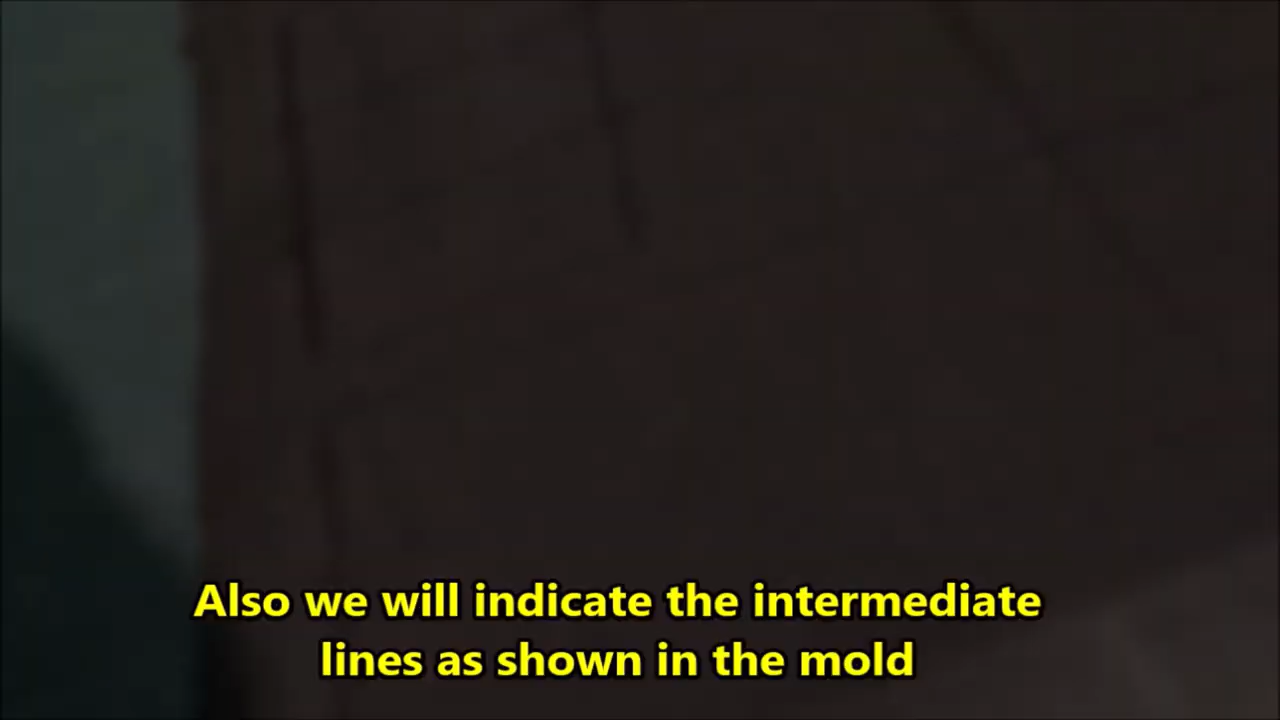 Also we will indicate the intermediate
lines as shown in the mold